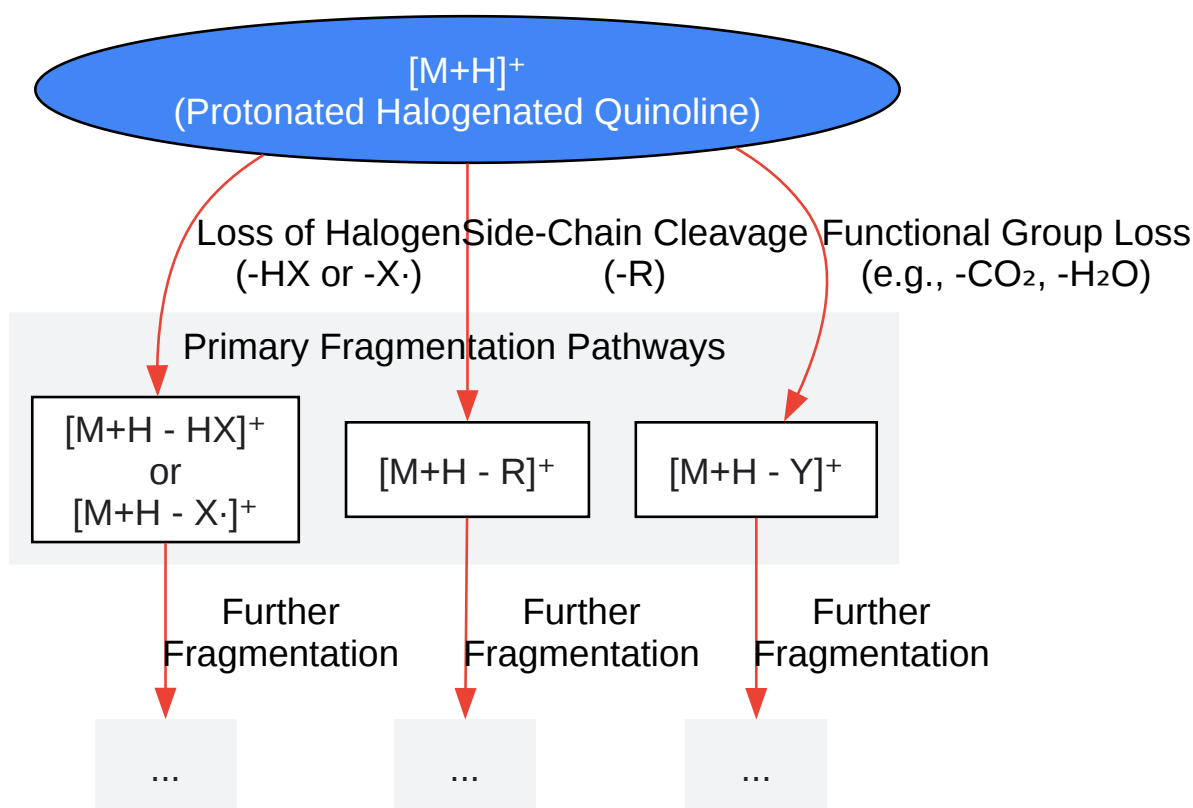 [M+H]⁺
(Protonated Halogenated Quinoline)
Loss of Halogen
(-HX or -X·)
Side-Chain Cleavage
(-R)
Functional Group Loss
(e.g., -CO₂, -H₂O)
Primary Fragmentation Pathways
[M+H - HX]⁺
or
[M+H - X·]⁺
[M+H - R]⁺
[M+H - Y]⁺
Further
Fragmentation
Further
Fragmentation
Further
Fragmentation
...
...
...